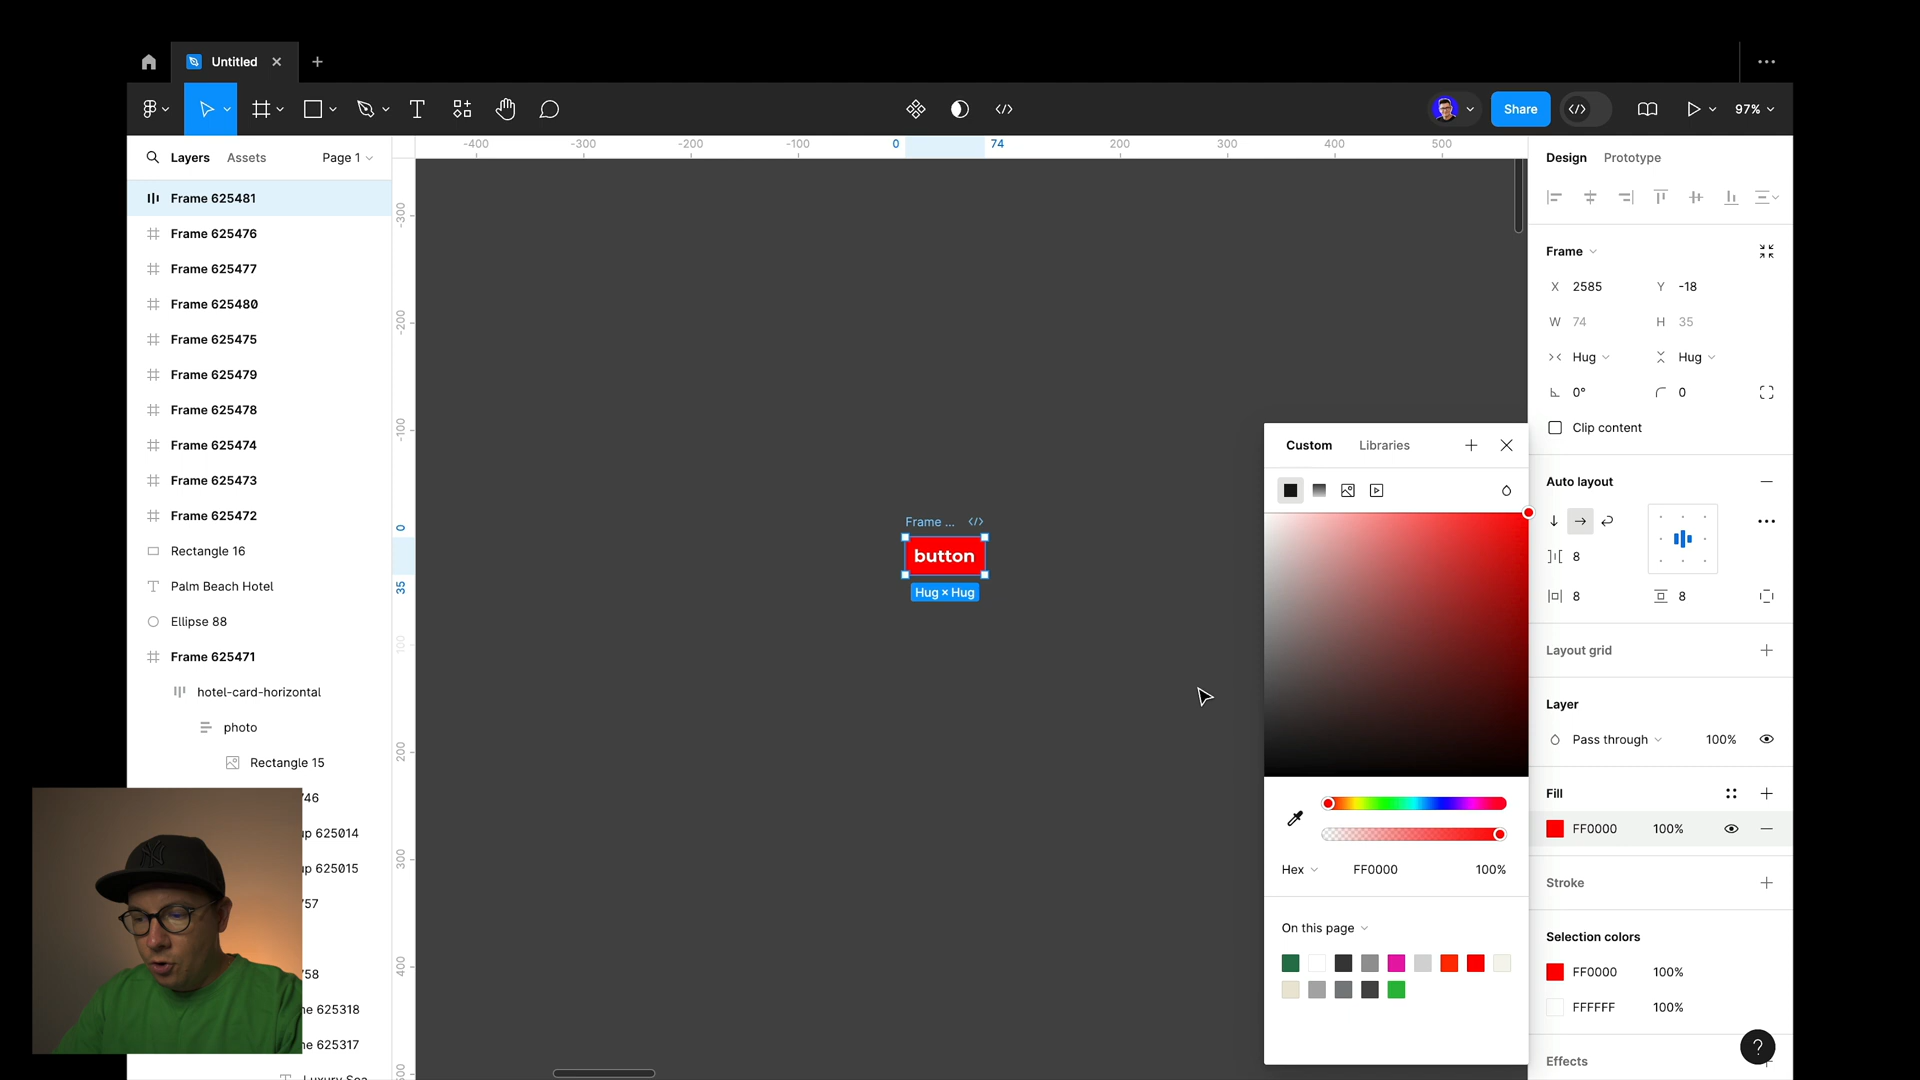 Untitled
Share
97%
Layers
Assets
Page 1
-400
-300
-200
-100
0
74
200
300
400
500
Design
Prototype
Frame 625481
Frame 625476
Frame 625477
Frame 625480
Frame 625475
Frame 625479
Frame 625478
Frame 625474
Frame 625473
Frame 625472
Rectangle 16
Palm Beach Hotel
Ellipse 88
Frame 625471
hotel-card-horizontal
photo
Rectangle 15
746
up 625014
up 625015
757
758
me 625318
me 625317
-300
-200
-100
0
35
100
200
300
400
Frame ...
button
Hug × Hug
Custom
Libraries
Hex
FF0000
100%
On this page
Frame
X 2585
Y -18
W 74
H 35
Hug
Hug
0°
0
Clip content
Auto layout
8
8
8
Layout grid
Layer
Pass through
100%
Fill
FF0000
100%
Stroke
Selection colors
FF0000
100%
FFFFFF
100%
Effects
?